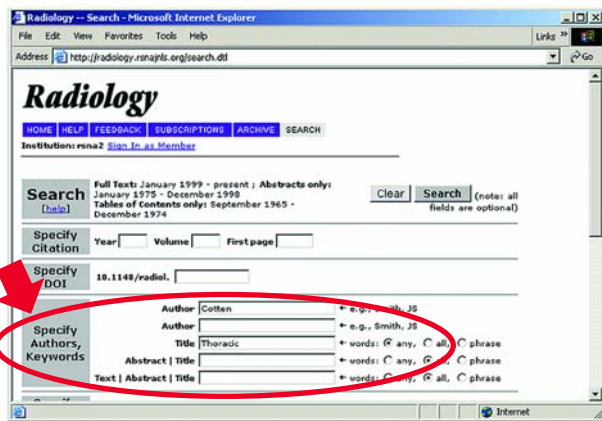 Radiology -- Search - Microsoft Internet Explorer
File Edit View Favorites Tools Help Links »
Address http://radiology.rsnajnls.org/search.dtl Go
Radiology
HOME HELP FEEDBACK SUBSCRIPTIONS ARCHIVE SEARCH
Institution: rsna2 Sign In as Member
Search [help]
Full Text: January 1999 - present ; Abstracts only:
January 1975 - December 1998
Tables of Contents only: September 1965 -
December 1974
Clear Search (note: all
fields are optional)
Specify
Citation
Year Volume First page
Specify
DOI
10.1148/radiol.
Specify
Authors,
Keywords
Author Cotten ← e.g., Smith, JS
Author ← e.g., Smith, JS
Title Thoracic ← words: any, all, phrase
Abstract | Title ← words: any, all, phrase
Text | Abstract | Title ← words: any, all, phrase
Internet